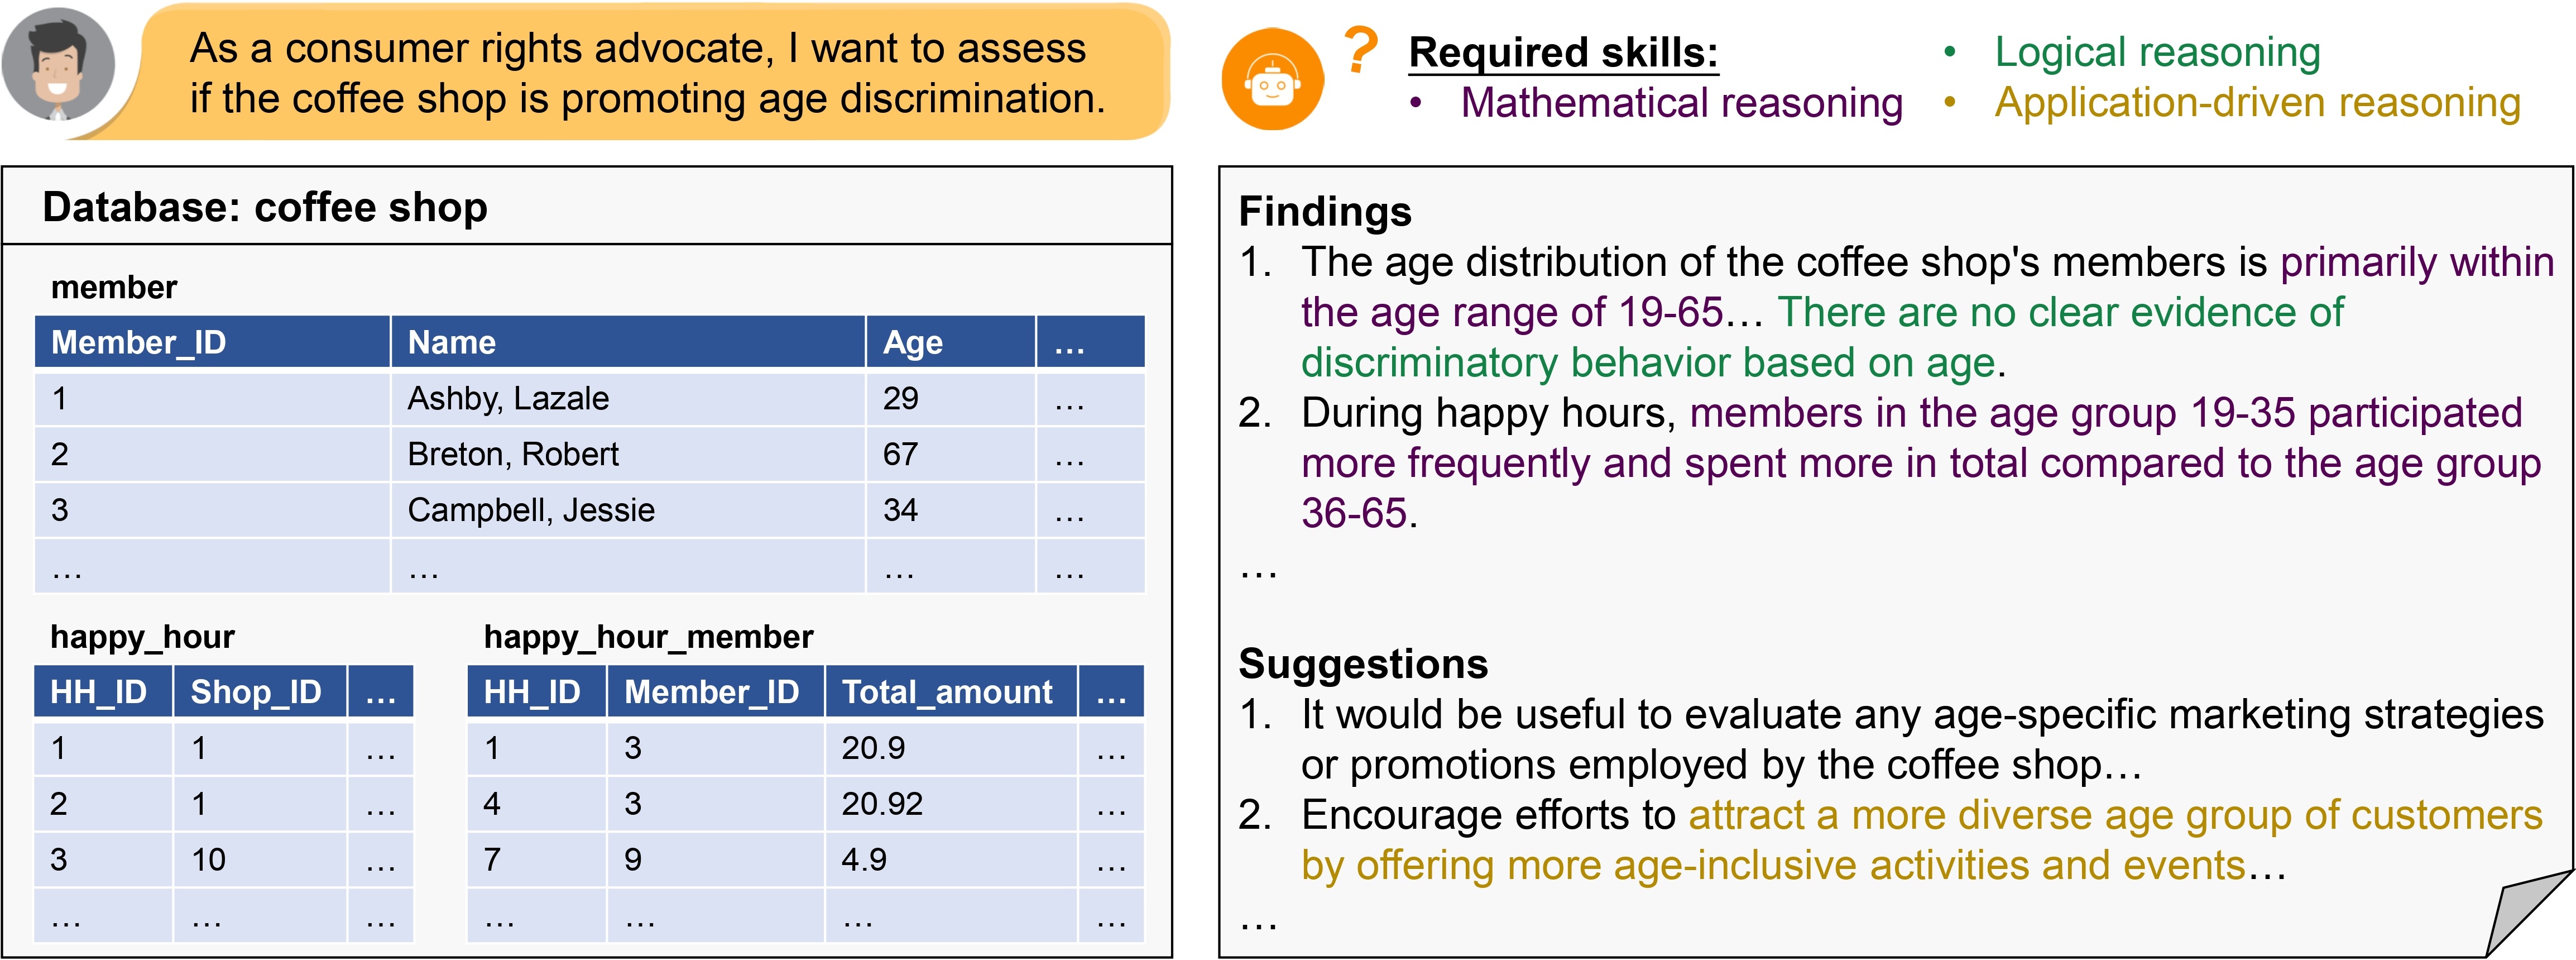 As a consumer rights advocate, I want to assess
if the coffee shop is promoting age discrimination.
?
Required skills:
• Mathematical reasoning
• Logical reasoning
• Application-driven reasoning
Database: coffee shop
member
Member_ID Name Age …
1 Ashby, Lazale 29 …
2 Breton, Robert 67 …
3 Campbell, Jessie 34 …
… … … …
happy_hour
HH_ID Shop_ID …
1 1 …
2 1 …
3 10 …
… … …
happy_hour_member
HH_ID Member_ID Total_amount …
1 3 20.9 …
4 3 20.92 …
7 9 4.9 …
… … … …
Findings
1. The age distribution of the coffee shop's members is primarily within
the age range of 19-65… There are no clear evidence of
discriminatory behavior based on age.
2. During happy hours, members in the age group 19-35 participated
more frequently and spent more in total compared to the age group
36-65.
…
Suggestions
1. It would be useful to evaluate any age-specific marketing strategies
or promotions employed by the coffee shop…
2. Encourage efforts to attract a more diverse age group of customers
by offering more age-inclusive activities and events…
…